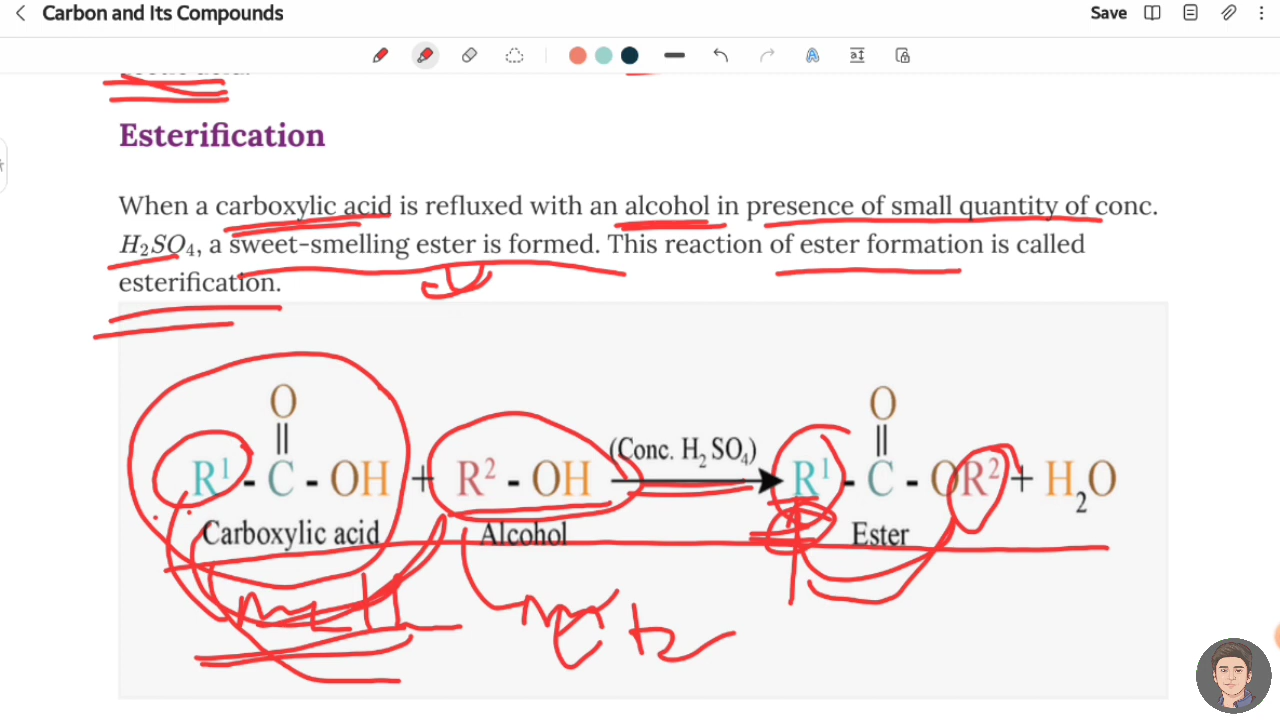 Carbon and Its Compounds
Save
Esterification
When a carboxylic acid is refluxed with an alcohol in presence of small quantity of conc.
H₂SO₄, a sweet-smelling ester is formed. This reaction of ester formation is called
esterification.
O O
|| ||
R¹ - C - OH + R² - OH (Conc. H₂SO₄) R¹ - C - OR² + H₂O
Carboxylic acid Alcohol Ester